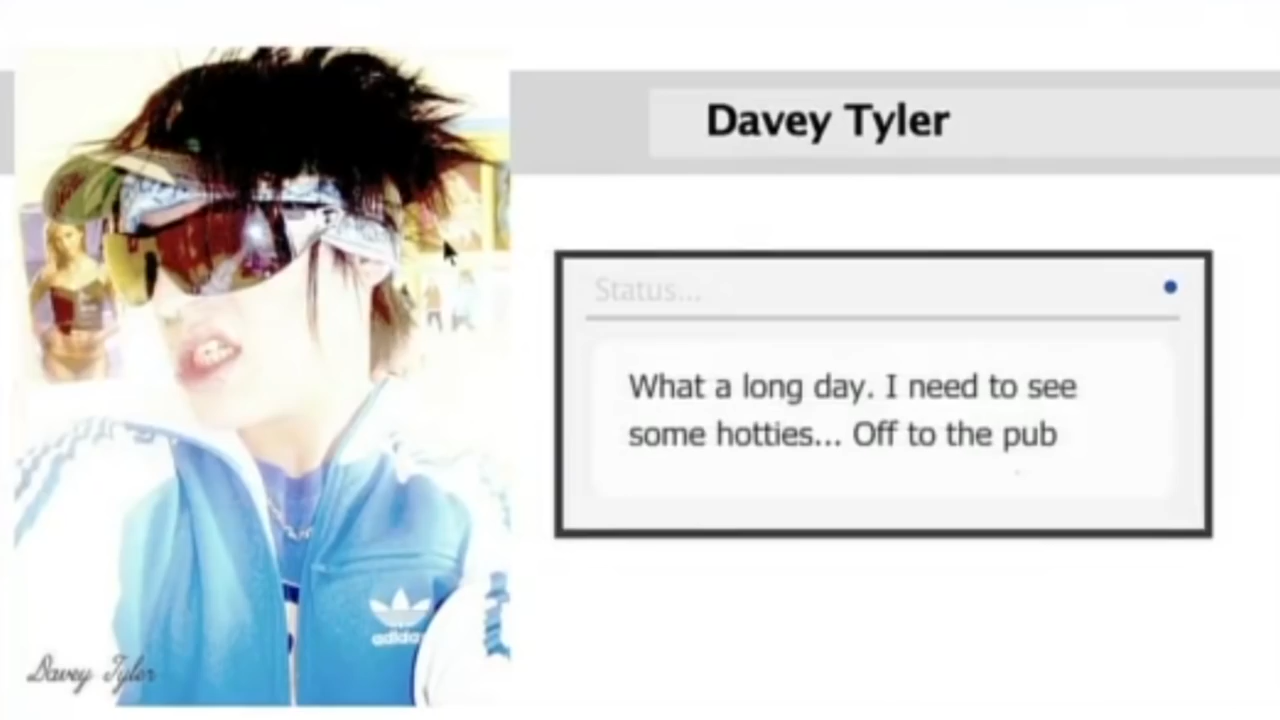 Davey Tyler
Status...
What a long day. I need to see
some hotties... Off to the pub
adidas
Davey Tyler